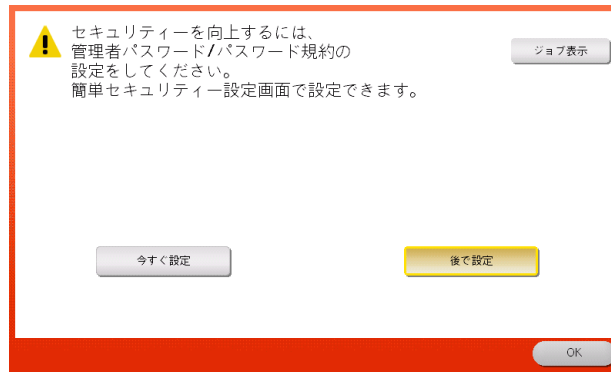 セキュリティーを向上するには、
管理者パスワード/パスワード規約の
設定をしてください。
簡単セキュリティー設定画面で設定できます。
ジョブ表示
今すぐ設定
後で設定
OK